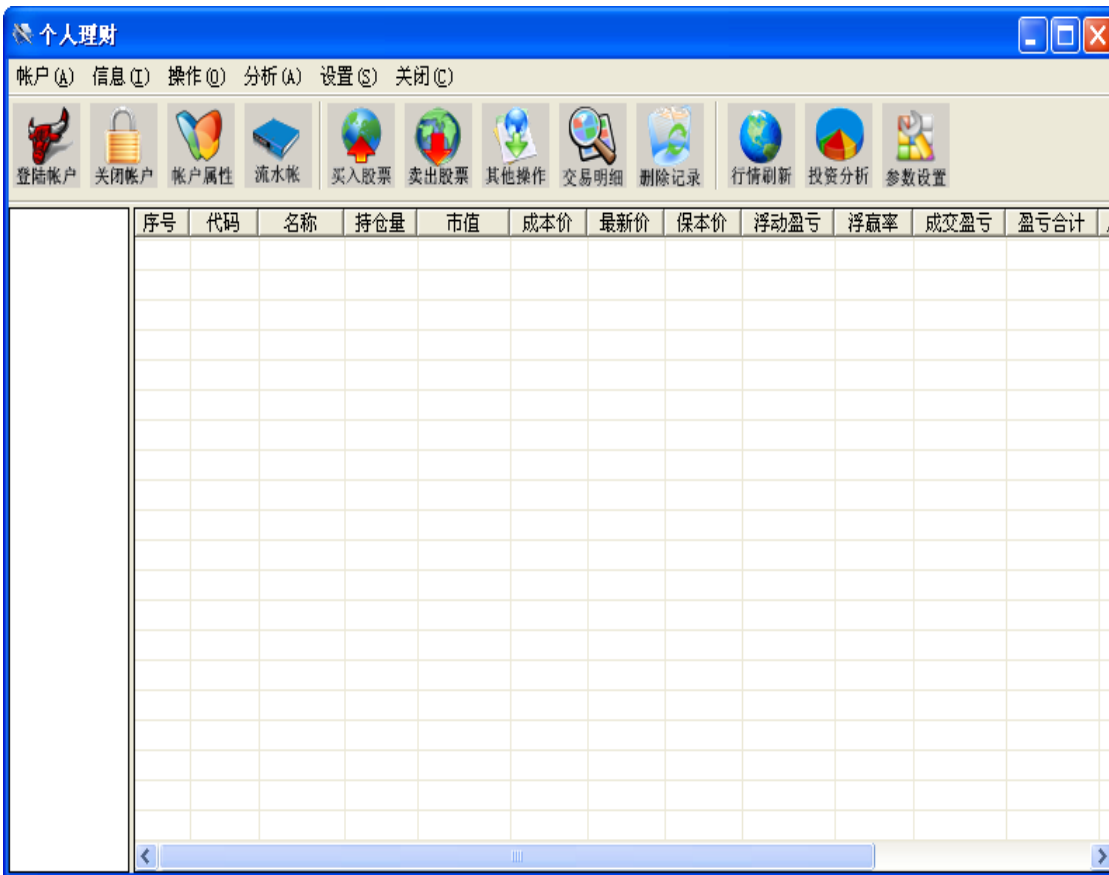 个人理财
帐户(A) 信息(I) 操作(O) 分析(A) 设置(S) 关闭(C)
登陆帐户 关闭帐户 帐户属性 流水帐 买入股票 卖出股票 其他操作 交易明细 删除记录 行情刷新 投资分析 参数设置
序号 代码 名称 持仓量 市值 成本价 最新价 保本价 浮动盈亏 浮赢率 成交盈亏 盈亏合计